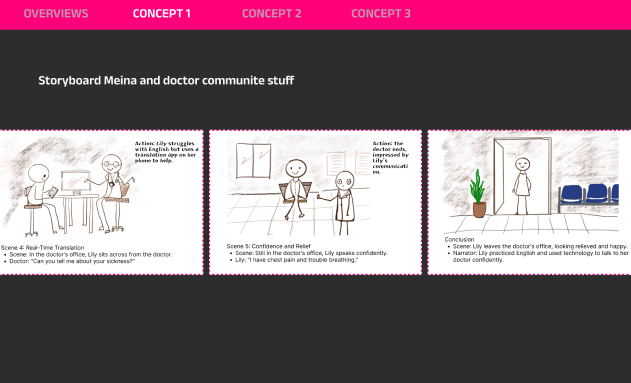 OVERVIEWS
CONCEPT 1
CONCEPT 2
CONCEPT 3
Storyboard Meina and doctor communite stuff
Action: Lily struggles
with English but uses a
translation app on her
phone to help.
Scene 4: Real-Time Translation
• Scene: In the doctor's office, Lily sits across from the doctor.
• Doctor: "Can you tell me about your sickness?"
Action: The
doctor nods,
impressed by
Lily's
communicati
on.
Scene 5: Confidence and Relief
• Scene: Still in the doctor's office, Lily speaks confidently.
• Lily: "I have chest pain and trouble breathing."
Conclusion
• Scene: Lily leaves the doctor's office, looking relieved and happy.
• Narrator: Lily practiced English and used technology to talk to her
doctor confidently.